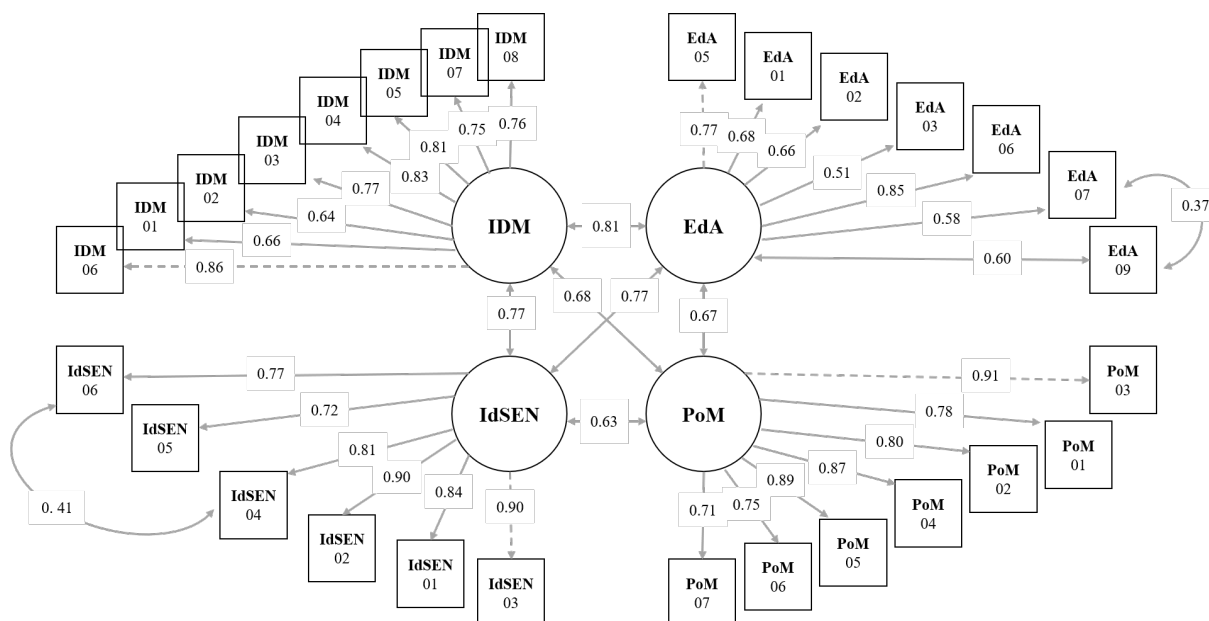 IDM
08
IDM
07
IDM
05
IDM
04
IDM
03
IDM
02
IDM
01
IDM
06
0.76
0.75
0.81
0.83
0.77
0.64
0.66
0.86
IDM
EdA
05
EdA
01
EdA
02
EdA
03
EdA
06
EdA
07
EdA
09
0.77
0.68
0.66
0.51
0.85
0.58
0.60
0.37
EdA
0.81
0.77
0.68
0.77
0.67
0.63
IdSEN
06
IdSEN
05
IdSEN
04
IdSEN
02
IdSEN
01
IdSEN
03
0.77
0.72
0.81
0.90
0.84
0.90
0. 41
IdSEN
PoM
PoM
03
PoM
01
PoM
02
PoM
04
PoM
05
PoM
06
PoM
07
0.91
0.78
0.80
0.87
0.89
0.75
0.71